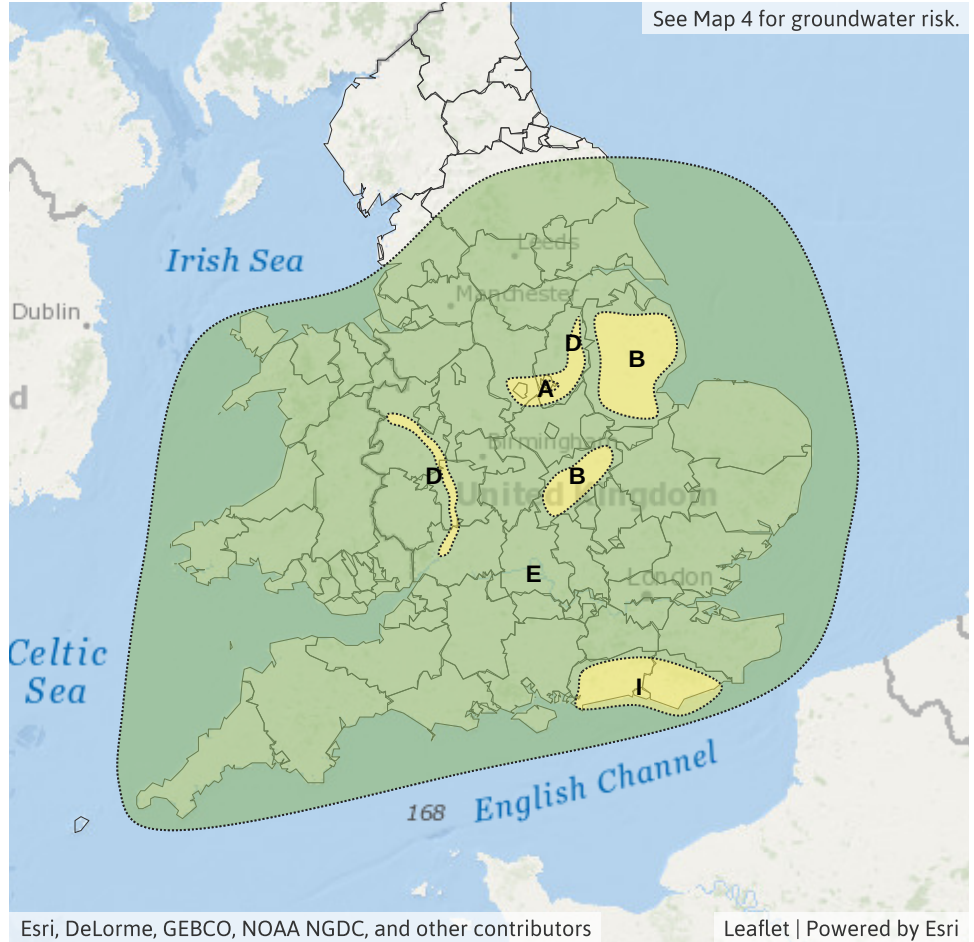 See Map 4 for groundwater risk.
Leeds
Irish Sea
Manchester
Dublin
D
B
A
d
Birmingham
D
B
United Kingdom
E
London
Celtic
Sea
I
English Channel
168
Esri, DeLorme, GEBCO, NOAA NGDC, and other contributors
Leaflet | Powered by Esri